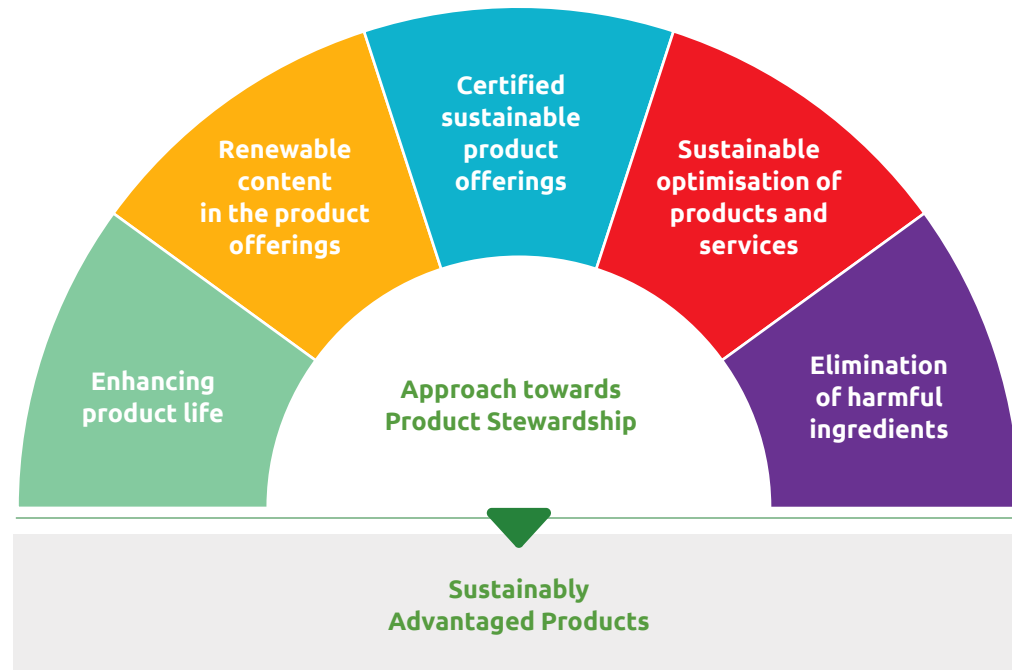 Enhancing
product life
Renewable
content
in the product
offerings
Certified
sustainable
product
offerings
Sustainable
optimisation of
products and
services
Elimination
of harmful
ingredients
Approach towards
Product Stewardship
Sustainably
Advantaged Products